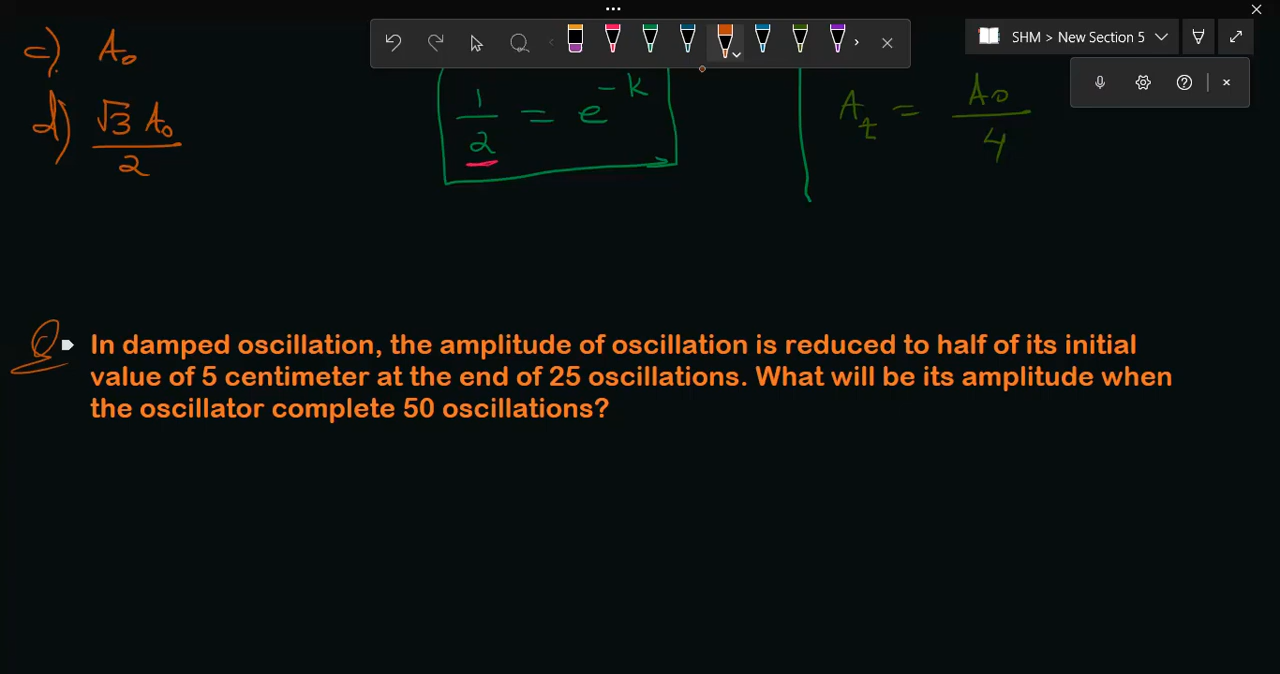 SHM > New Section 5
c) A₀
d) √3 A₀ / 2
1/2 = e^-k
A_t = A₀/4
Q
In damped oscillation, the amplitude of oscillation is reduced to half of its initial
value of 5 centimeter at the end of 25 oscillations. What will be its amplitude when
the oscillator complete 50 oscillations?